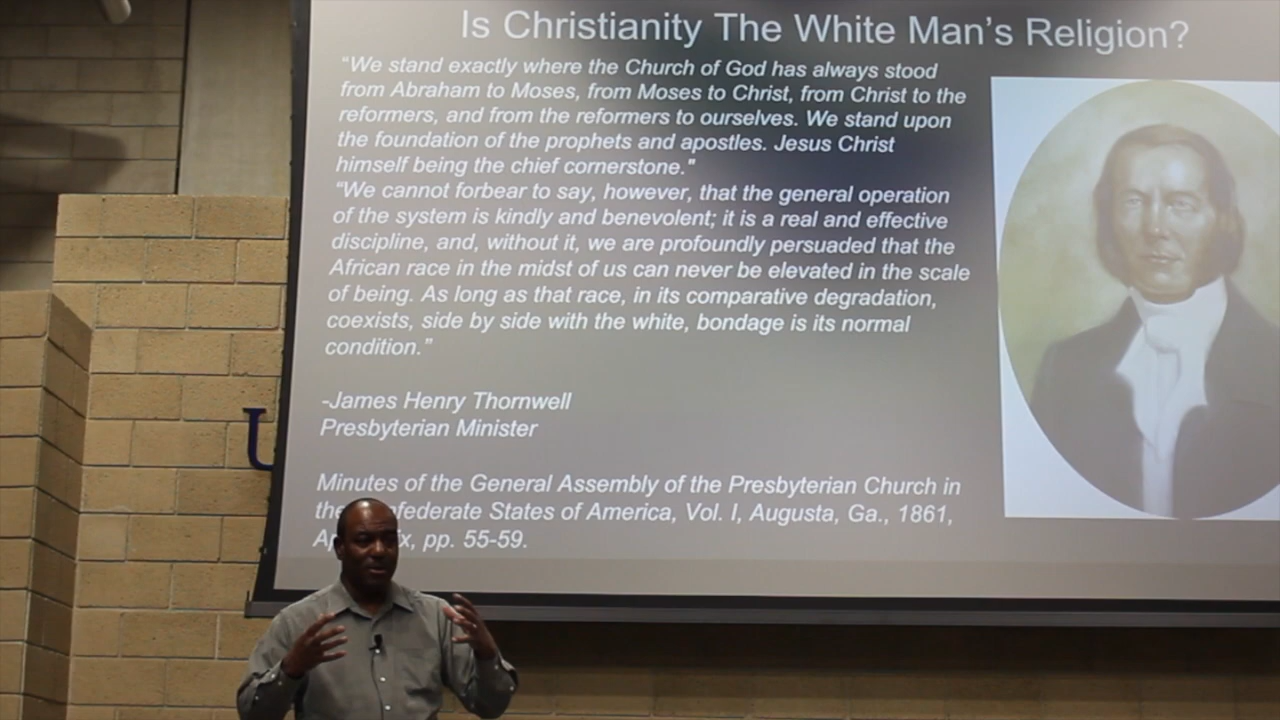 Is Christianity The White Man's Religion?
“We stand exactly where the Church of God has always stood
from Abraham to Moses, from Moses to Christ, from Christ to the
reformers, and from the reformers to ourselves. We stand upon
the foundation of the prophets and apostles. Jesus Christ
himself being the chief cornerstone."
“We cannot forbear to say, however, that the general operation
of the system is kindly and benevolent; it is a real and effective
discipline, and, without it, we are profoundly persuaded that the
African race in the midst of us can never be elevated in the scale
of being. As long as that race, in its comparative degradation,
coexists, side by side with the white, bondage is its normal
condition.”
-James Henry Thornwell
Presbyterian Minister
Minutes of the General Assembly of the Presbyterian Church in
States of America, Vol. I, Augusta, Ga., 1861,
pp. 55-59.
U